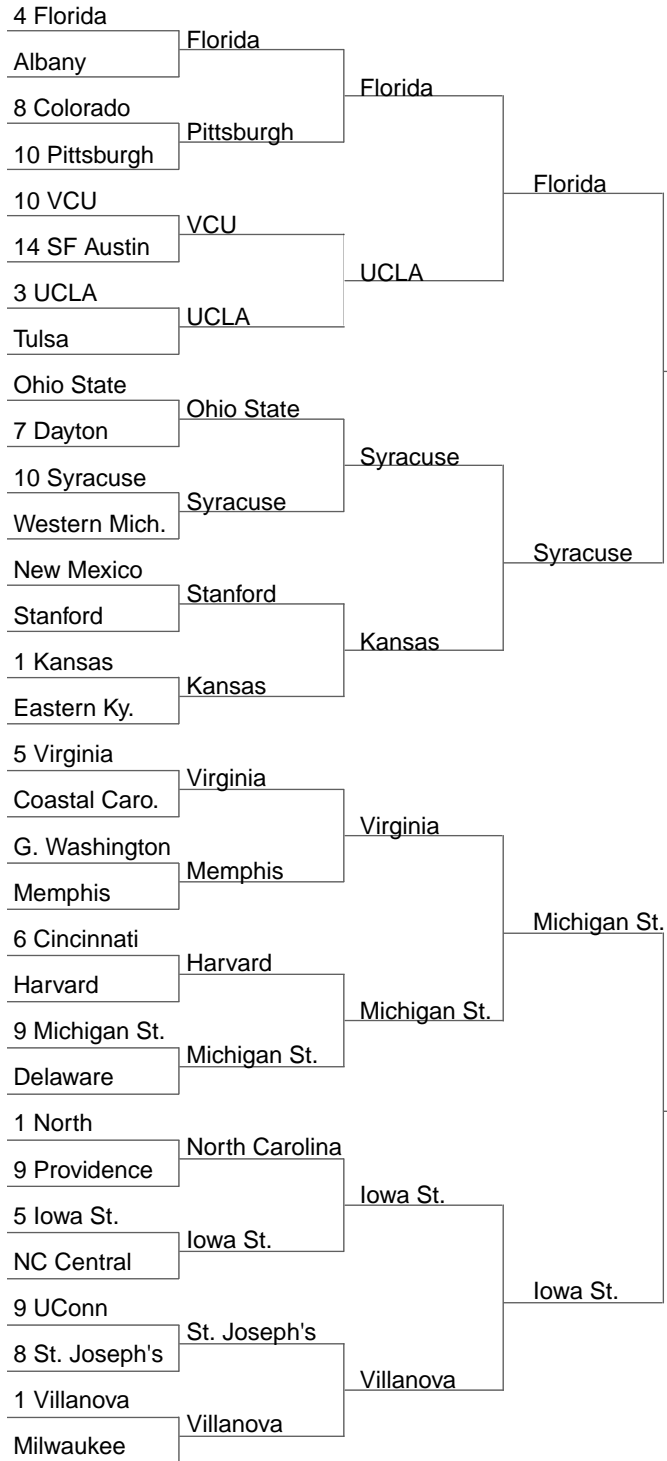 4 Florida
Albany
8 Colorado
10 Pittsburgh
10 VCU
14 SF Austin
3 UCLA
Tulsa
Ohio State
7 Dayton
10 Syracuse
Western Mich.
New Mexico
Stanford
1 Kansas
Eastern Ky.
5 Virginia
Coastal Caro.
G. Washington
Memphis
6 Cincinnati
Harvard
9 Michigan St.
Delaware
1 North
9 Providence
5 Iowa St.
NC Central
9 UConn
8 St. Joseph's
1 Villanova
Milwaukee
Florida
Pittsburgh
VCU
UCLA
Ohio State
Syracuse
Stanford
Kansas
Virginia
Memphis
Harvard
Michigan St.
North Carolina
Iowa St.
St. Joseph's
Villanova
Florida
UCLA
Syracuse
Kansas
Virginia
Michigan St.
Iowa St.
Villanova
Florida
Syracuse
Michigan St.
Iowa St.